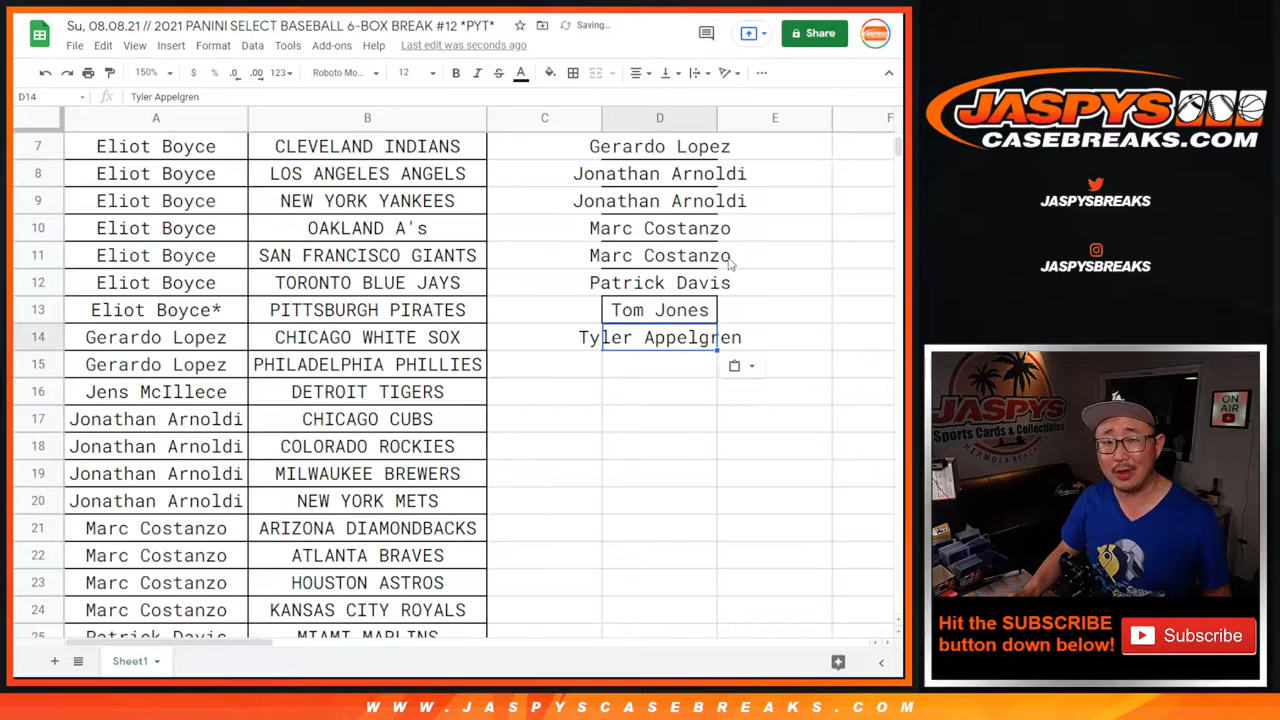 Su, 08.08.21 // 2021 PANINI SELECT BASEBALL 6-BOX BREAK #12 *PYT*
Saving...
File Edit View Insert Format Data Tools Add-ons Help Last edit was seconds ago
Share
150% $ % .0 .00 123 Roboto Mo... 12 B I S A
D14 fx Tyler Appelgren
A B C D E F
7 Eliot Boyce CLEVELAND INDIANS Gerardo Lopez
8 Eliot Boyce LOS ANGELES ANGELS Jonathan Arnoldi
9 Eliot Boyce NEW YORK YANKEES Jonathan Arnoldi
10 Eliot Boyce OAKLAND A's Marc Costanzo
11 Eliot Boyce SAN FRANCISCO GIANTS Marc Costanzo
12 Eliot Boyce TORONTO BLUE JAYS Patrick Davis
13 Eliot Boyce* PITTSBURGH PIRATES Tom Jones
14 Gerardo Lopez CHICAGO WHITE SOX Tyler Appelgren
15 Gerardo Lopez PHILADELPHIA PHILLIES
16 Jens McIllece DETROIT TIGERS
17 Jonathan Arnoldi CHICAGO CUBS
18 Jonathan Arnoldi COLORADO ROCKIES
19 Jonathan Arnoldi MILWAUKEE BREWERS
20 Jonathan Arnoldi NEW YORK METS
21 Marc Costanzo ARIZONA DIAMONDBACKS
22 Marc Costanzo ATLANTA BRAVES
23 Marc Costanzo HOUSTON ASTROS
24 Marc Costanzo KANSAS CITY ROYALS
25 Patrick Davis MIAMI MARLINS
Sheet1
JASPYS
CASEBREAKS.COM
JASPYSBREAKS
JASPYSBREAKS
JASPYS
Sports Cards & Collectibles
HERMOSA BEACH
ON AIR
Hit the SUBSCRIBE
button down below!
Subscribe
WWW.JASPYSCASEBREAKS.COM